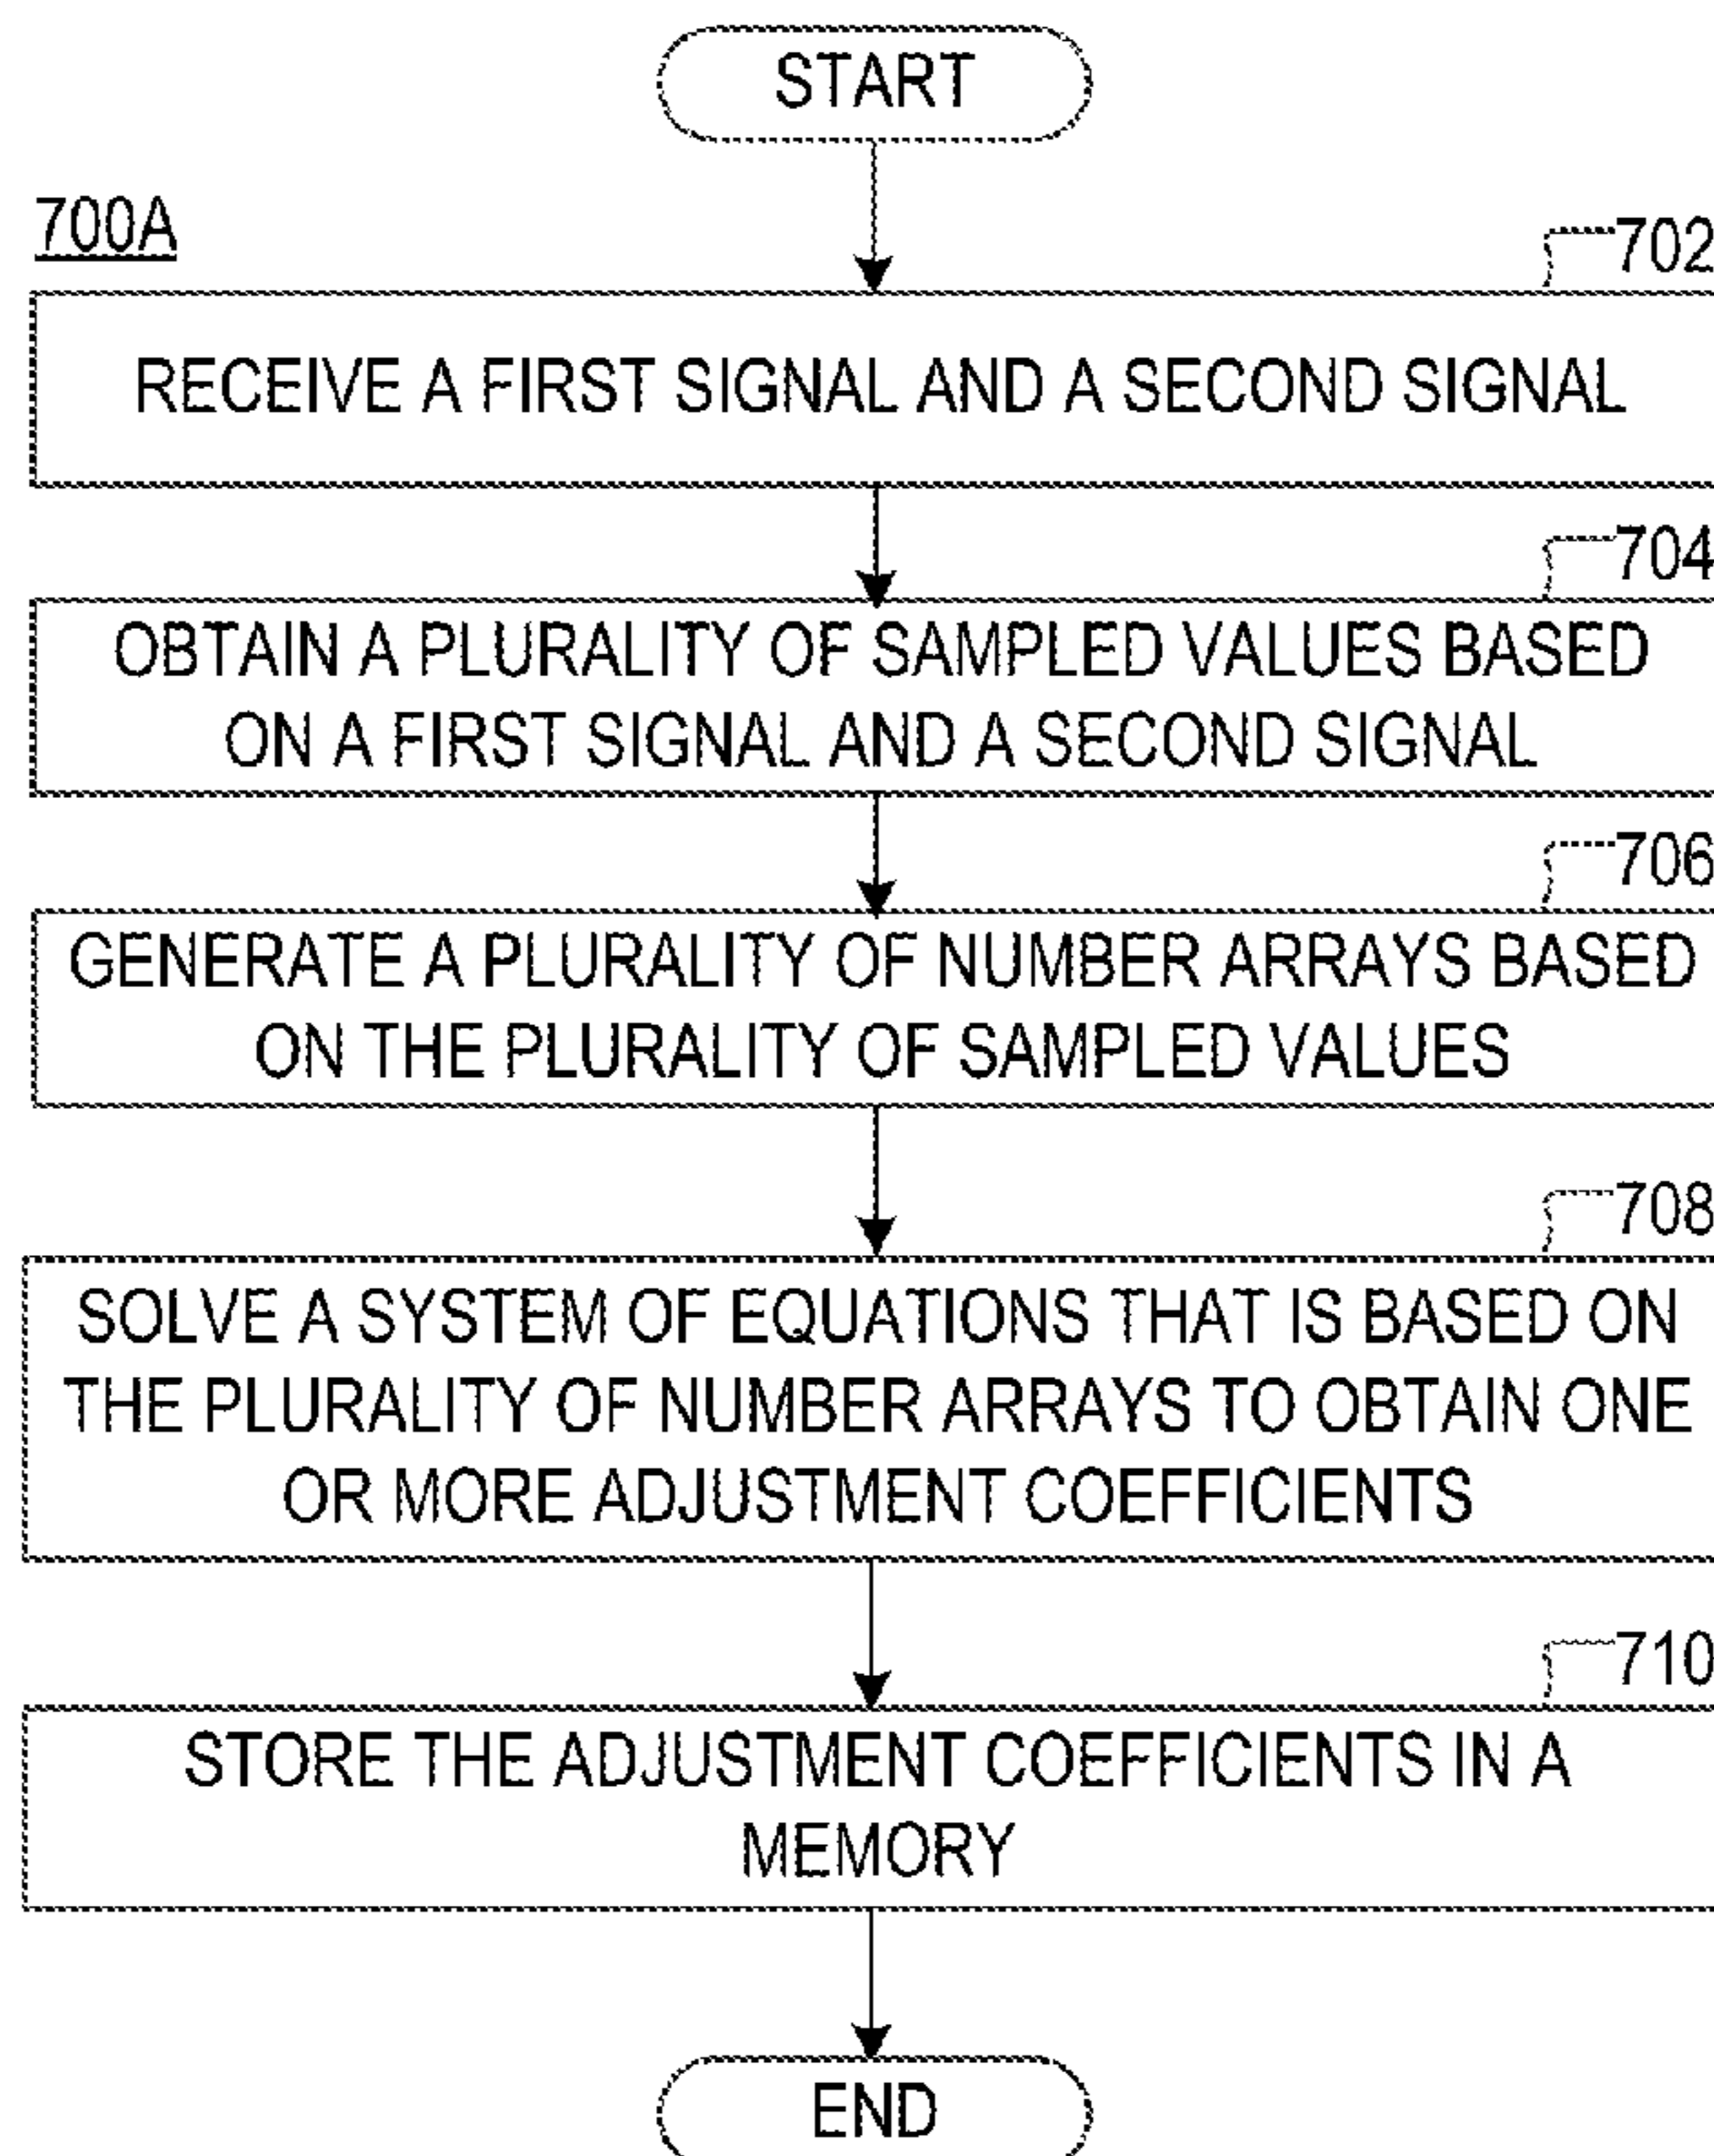 START
700A
702
RECEIVE A FIRST SIGNAL AND A SECOND SIGNAL
704
OBTAIN A PLURALITY OF SAMPLED VALUES BASED
ON A FIRST SIGNAL AND A SECOND SIGNAL
706
GENERATE A PLURALITY OF NUMBER ARRAYS BASED
ON THE PLURALITY OF SAMPLED VALUES
708
SOLVE A SYSTEM OF EQUATIONS THAT IS BASED ON
THE PLURALITY OF NUMBER ARRAYS TO OBTAIN ONE
OR MORE ADJUSTMENT COEFFICIENTS
710
STORE THE ADJUSTMENT COEFFICIENTS IN A
MEMORY
END